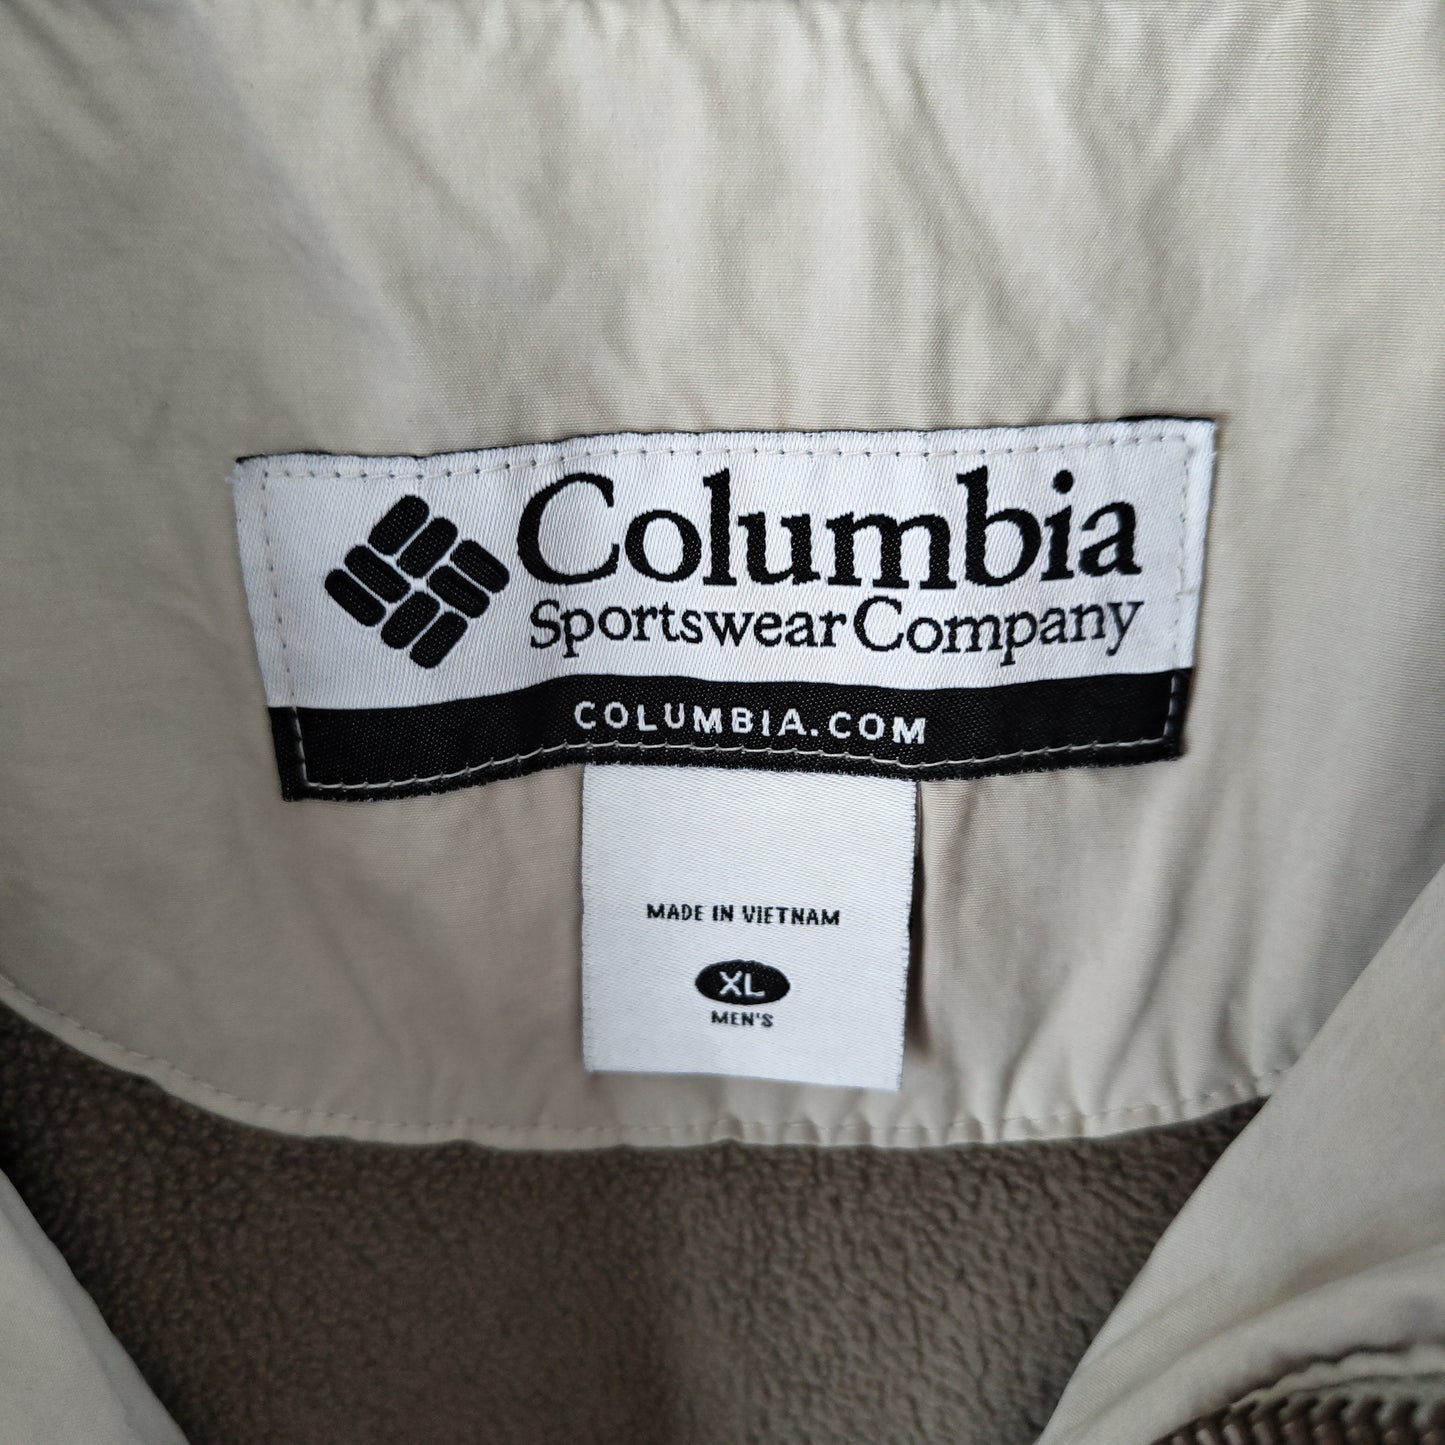 Columbia
Sportswear Company
COLUMBIA.COM
MADE IN VIETNAM
XL
MEN'S